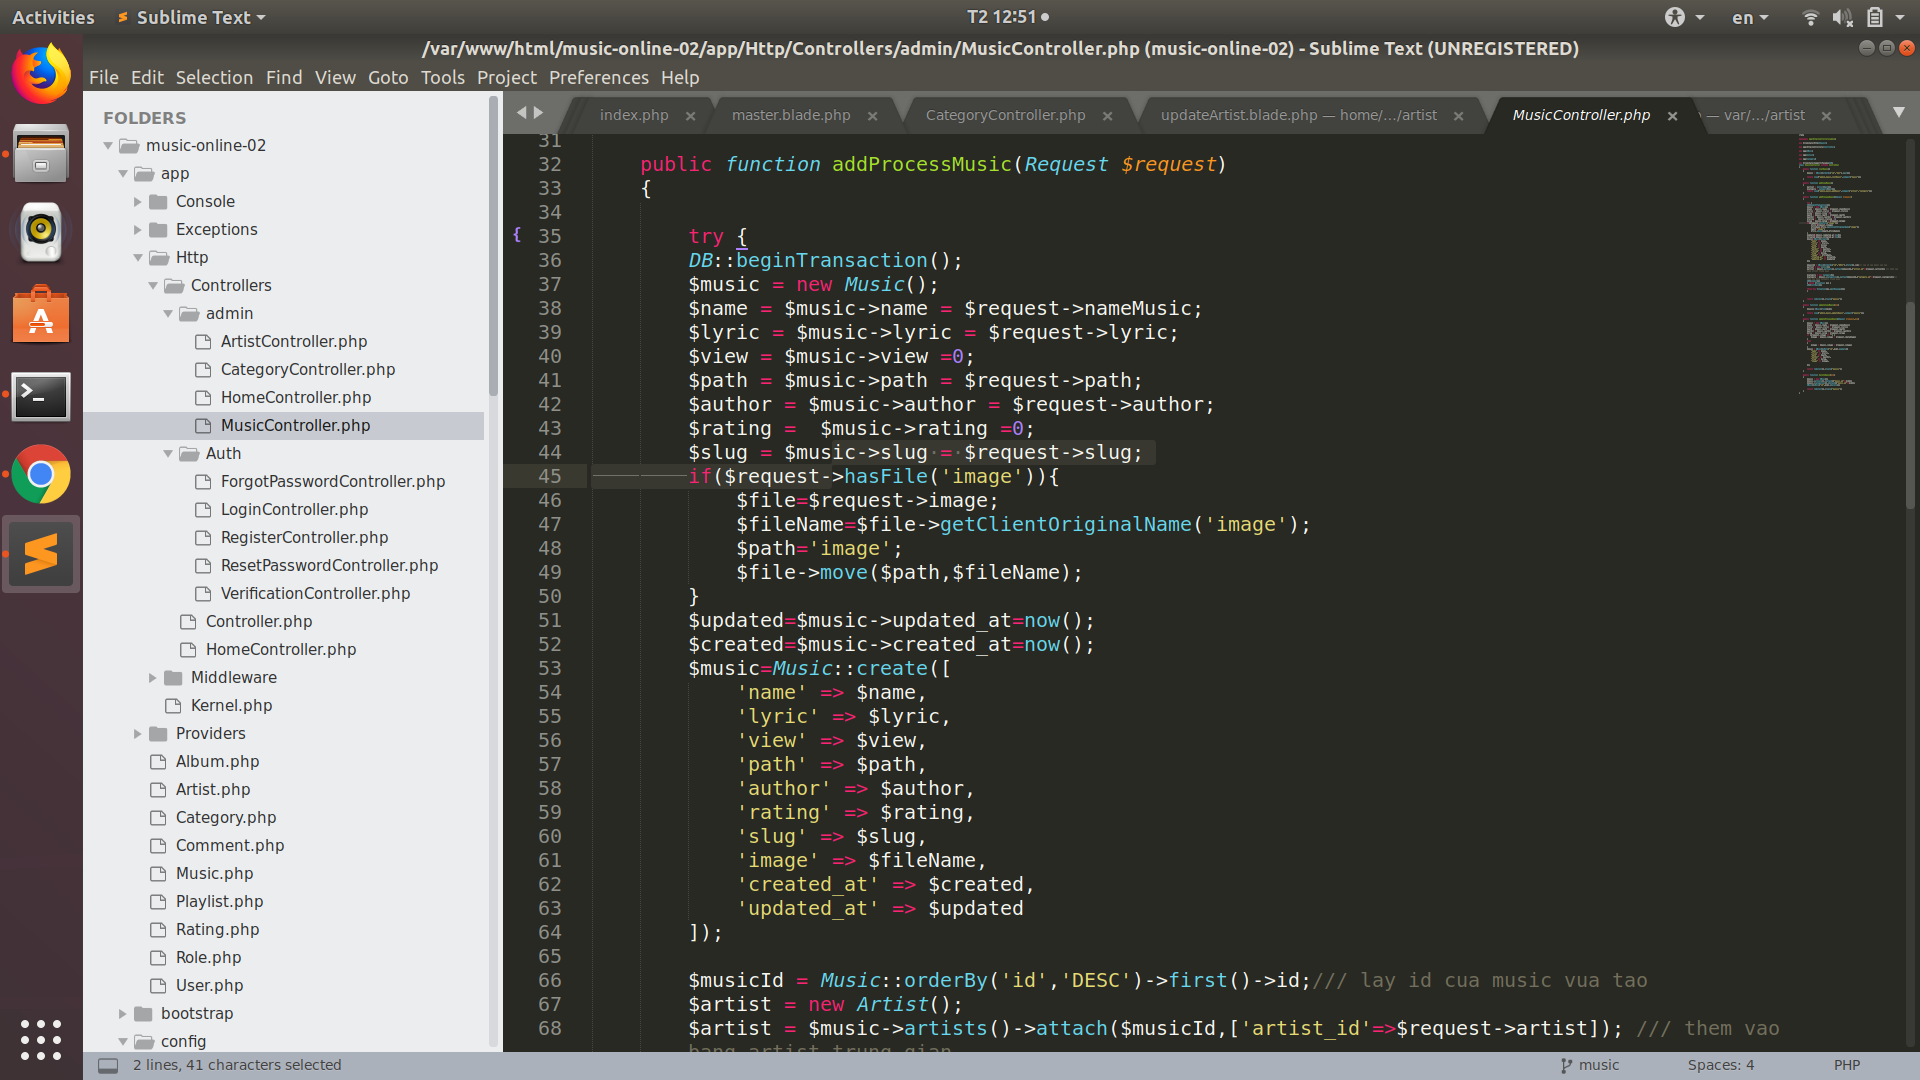 Activities Sublime Text T2 12:51 en
/var/www/html/music-online-02/app/Http/Controllers/admin/MusicController.php (music-online-02) - Sublime Text (UNREGISTERED)
File Edit Selection Find View Goto Tools Project Preferences Help
index.php master.blade.php CategoryController.php updateArtist.blade.php — home/.../artist MusicController.php — var/.../artist
FOLDERS
music-online-02
app
Console
Exceptions
Http
Controllers
admin
ArtistController.php
CategoryController.php
HomeController.php
MusicController.php
Auth
ForgotPasswordController.php
LoginController.php
RegisterController.php
ResetPasswordController.php
VerificationController.php
Controller.php
HomeController.php
Middleware
Kernel.php
Providers
Album.php
Artist.php
Category.php
Comment.php
Music.php
Playlist.php
Rating.php
Role.php
User.php
bootstrap
config
31
32 public function addProcessMusic(Request $request)
33 {
34
{ 35 try {
36 DB::beginTransaction();
37 $music = new Music();
38 $name = $music->name = $request->nameMusic;
39 $lyric = $music->lyric = $request->lyric;
40 $view = $music->view =0;
41 $path = $music->path = $request->path;
42 $author = $music->author = $request->author;
43 $rating =  $music->rating =0;
44 $slug = $music->slug = $request->slug;
45 if($request->hasFile('image')){
46 $file=$request->image;
47 $fileName=$file->getClientOriginalName('image');
48 $path='image';
49 $file->move($path,$fileName);
50 }
51 $updated=$music->updated_at=now();
52 $created=$music->created_at=now();
53 $music=Music::create([
54 'name' => $name,
55 'lyric' => $lyric,
56 'view' => $view,
57 'path' => $path,
58 'author' => $author,
59 'rating' => $rating,
60 'slug' => $slug,
61 'image' => $fileName,
62 'created_at' => $created,
63 'updated_at' => $updated
64 ]);
65
66 $musicId = Music::orderBy('id','DESC')->first()->id;/// lay id cua music vua tao
67 $artist = new Artist();
68 $artist = $music->artists()->attach($musicId,['artist_id'=>$request->artist]); /// them vao
bang artist trung gian
2 lines, 41 characters selected music Spaces: 4 PHP